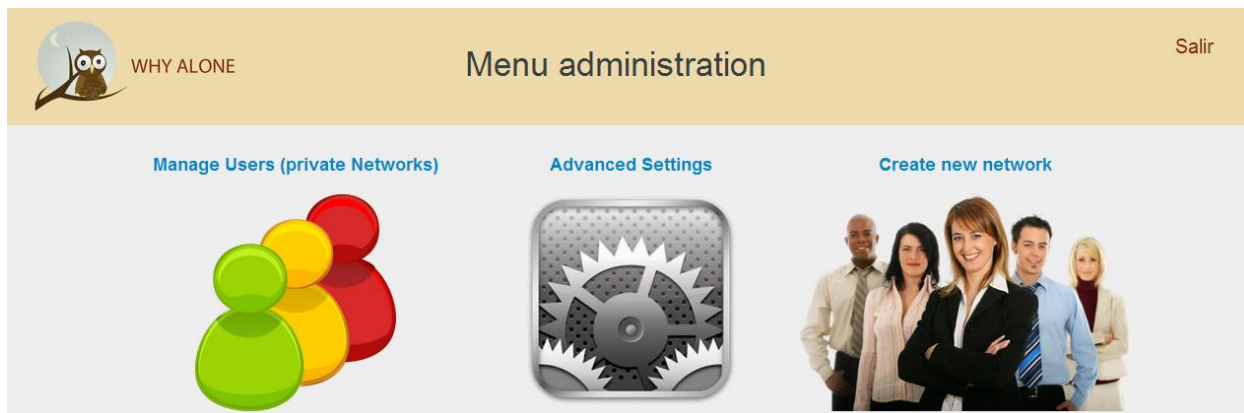 WHY ALONE
Menu administration
Salir
Manage Users (private Networks)
Advanced Settings
Create new network